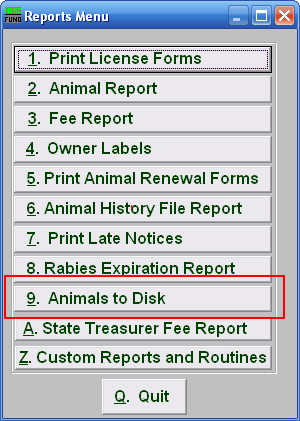 Reports Menu
1. Print License Forms
2. Animal Report
3. Fee Report
4. Owner Labels
5. Print Animal Renewal Forms
6. Animal History File Report
7. Print Late Notices
8. Rabies Expiration Report
9. Animals to Disk
A. State Treasurer Fee Report
Z. Custom Reports and Routines
Q. Quit